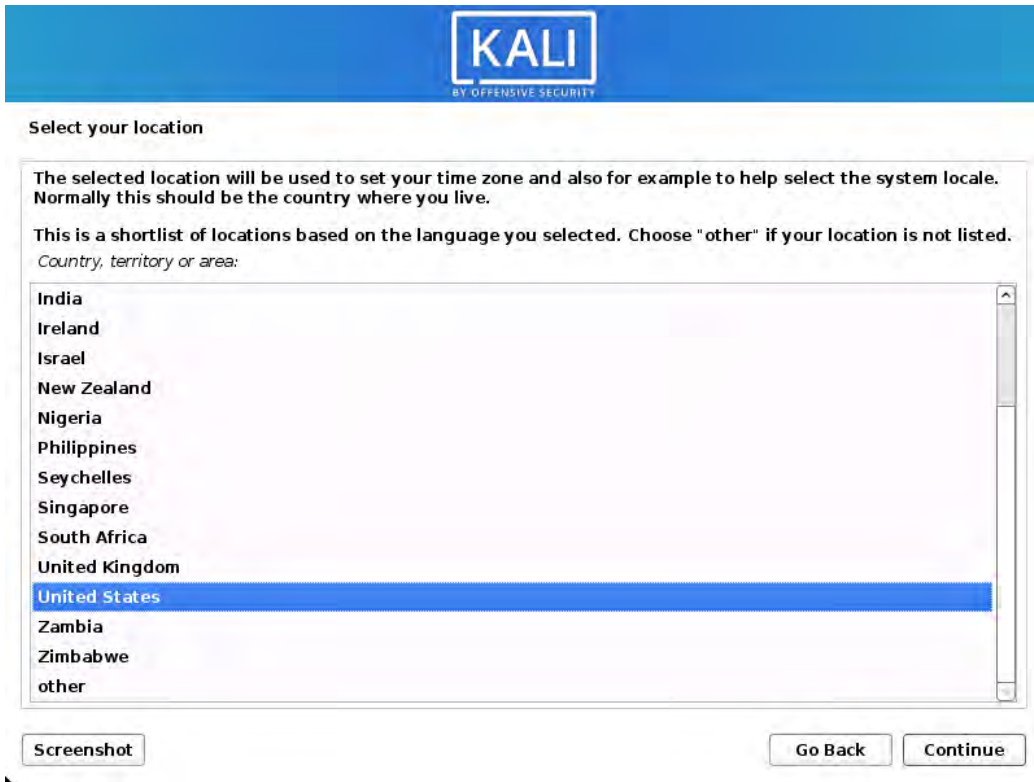 KALI
BY OFFENSIVE SECURITY
Select your location
The selected location will be used to set your time zone and also for example to help select the system locale.
Normally this should be the country where you live.
This is a shortlist of locations based on the language you selected. Choose "other" if your location is not listed.
Country, territory or area:
India
Ireland
Israel
New Zealand
Nigeria
Philippines
Seychelles
Singapore
South Africa
United Kingdom
United States
Zambia
Zimbabwe
other
Screenshot
Go Back
Continue